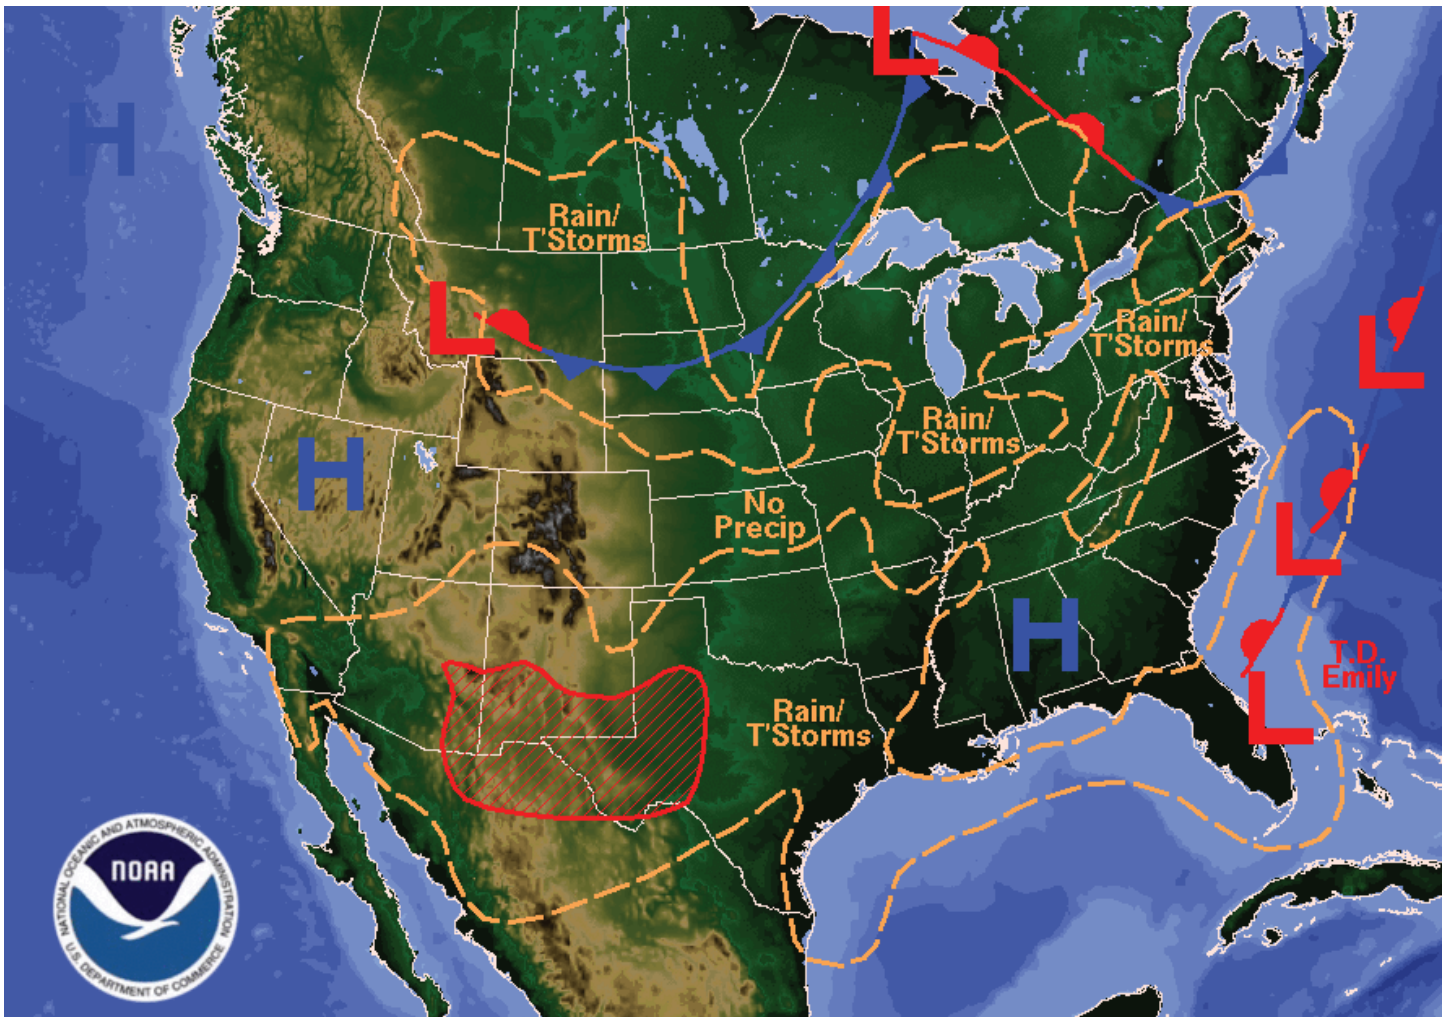 L
H
Rain/
T'Storms
L
Rain/
T'Storms
L
H
Rain/
T'Storms
No
Precip
L
H
T.D.
Emily
L
Rain/
T'Storms
NATIONAL OCEANIC AND ATMOSPHERIC ADMINISTRATION
NOAA
U.S. DEPARTMENT OF COMMERCE